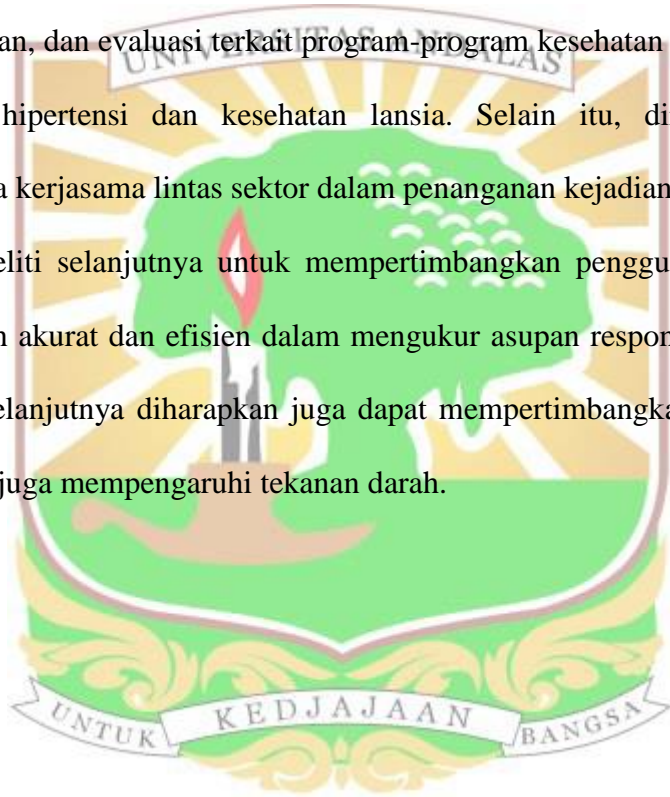 an, dan evaluasi terkait program-program kesehatan
UNIVERSITAS ANDALAS
hipertensi dan kesehatan lansia. Selain itu, di
a kerjasama lintas sektor dalam penanganan kejadian
eliti selanjutnya untuk mempertimbangkan penggu
n akurat dan efisien dalam mengukur asupan respon
elanjutnya diharapkan juga dapat mempertimbangka
juga mempengaruhi tekanan darah.
UNTUK KEDJAJAAN BANGSA